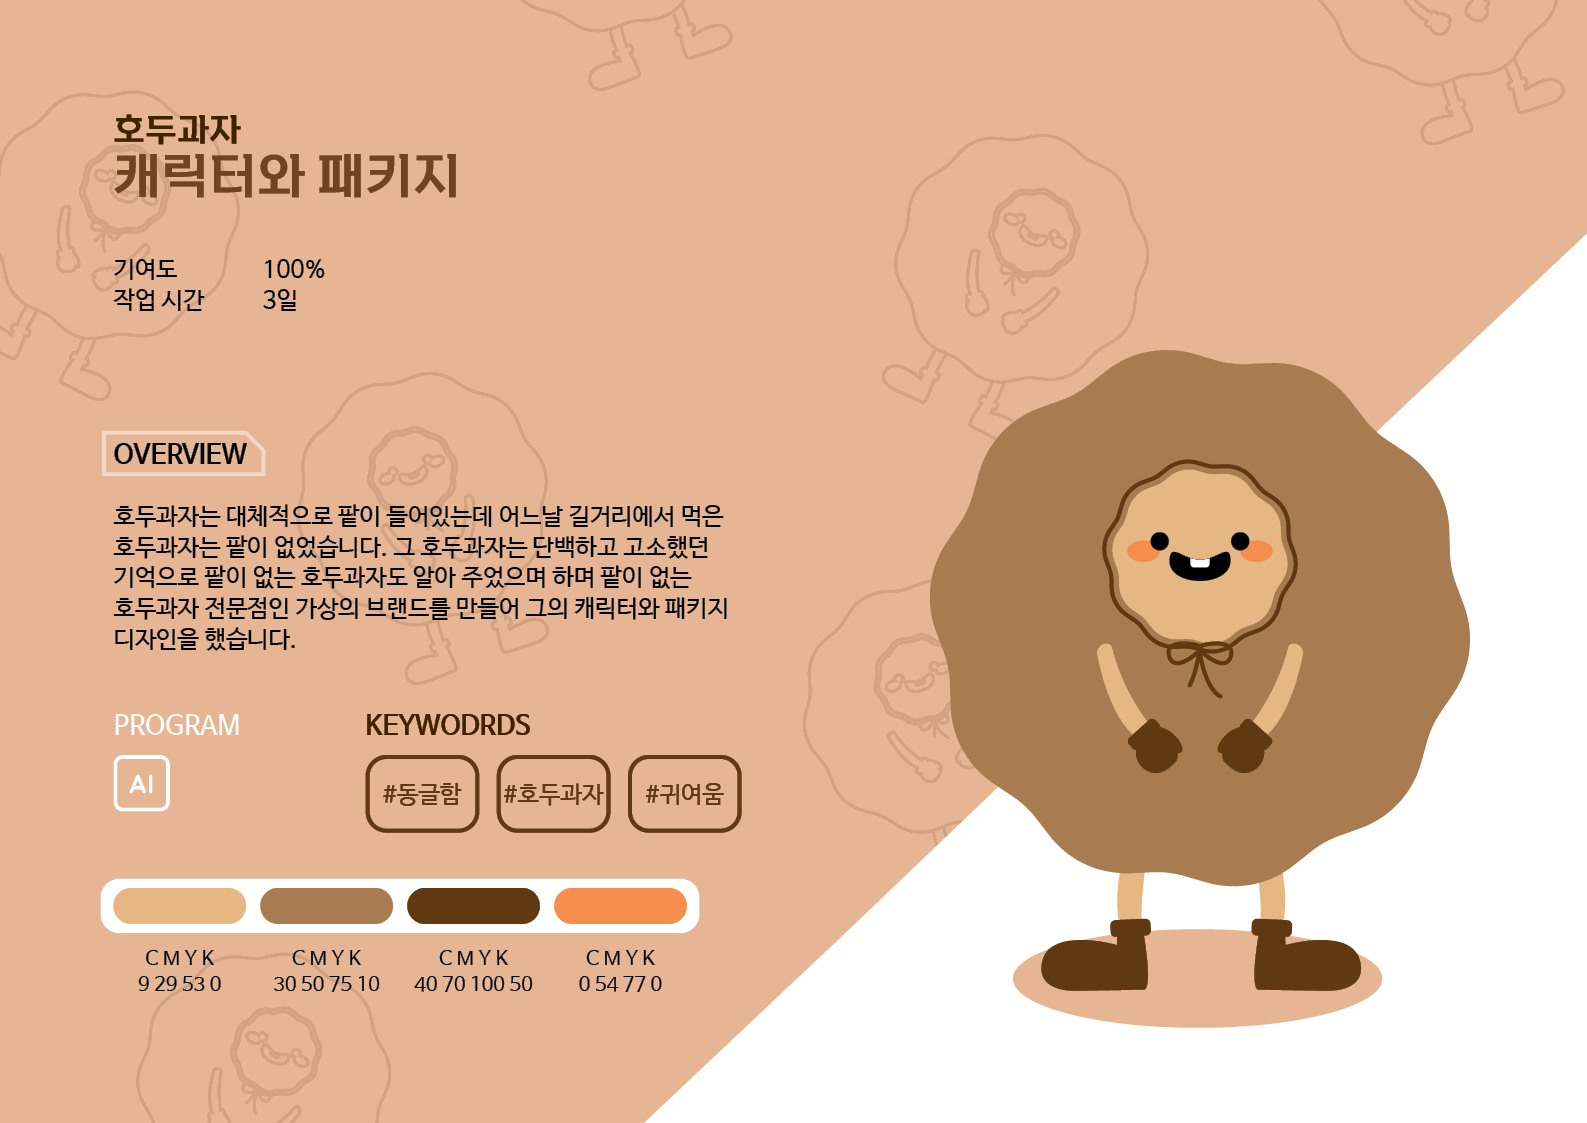 호두과자
캐릭터와 패키지
기여도 100%
작업 시간 3일
OVERVIEW
호두과자는 대체적으로 팥이 들어있는데 어느날 길거리에서 먹은
호두과자는 팥이 없었습니다. 그 호두과자는 단백하고 고소했던
기억으로 팥이 없는 호두과자도 알아 주었으며 하며 팥이 없는
호두과자 전문점인 가상의 브랜드를 만들어 그의 캐릭터와 패키지
디자인을 했습니다.
PROGRAM
AI
KEYWODRDS
#동글함 #호두과자 #귀여움
C M Y K C M Y K C M Y K C M Y K
9 29 53 0 30 50 75 10 40 70 100 50 0 54 77 0